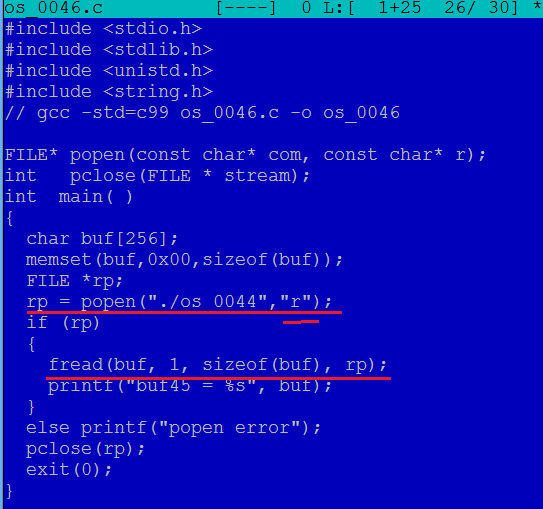 os_0046.c [----] 0 L:[ 1+25 26/ 30] *
#include <stdio.h>
#include <stdlib.h>
#include <unistd.h>
#include <string.h>
// gcc -std=c99 os_0046.c -o os_0046
FILE* popen(const char* com, const char* r);
int pclose(FILE * stream);
int main( )
{
char buf[256];
memset(buf,0x00,sizeof(buf));
FILE *rp;
rp = popen("./os_0044","r");
if (rp)
{
fread(buf, 1, sizeof(buf), rp);
printf("buf45 = %s", buf);
}
else printf("popen error");
pclose(rp);
exit(0);
}